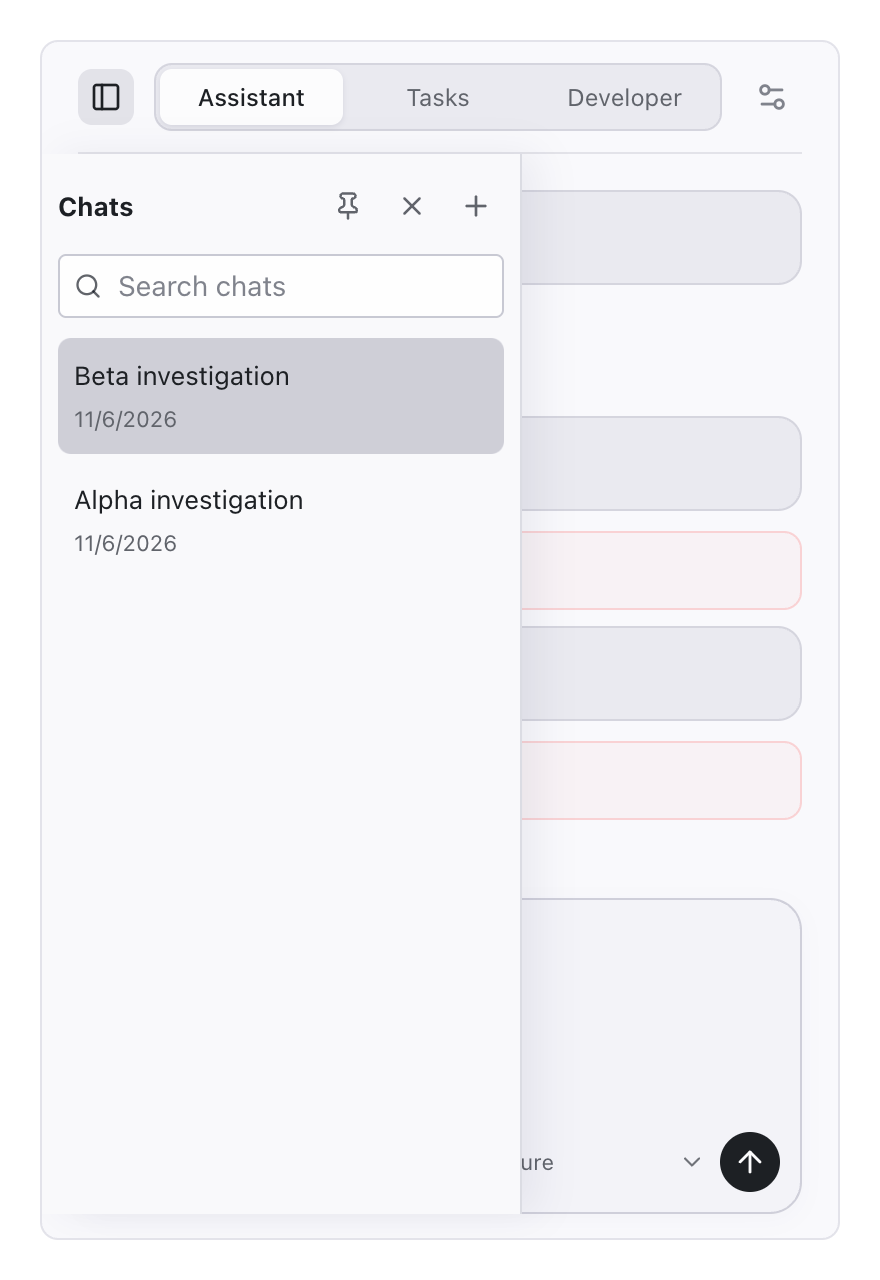 Assistant
Tasks
Developer
Chats
Search chats
Beta investigation
11/6/2026
Alpha investigation
11/6/2026
ure